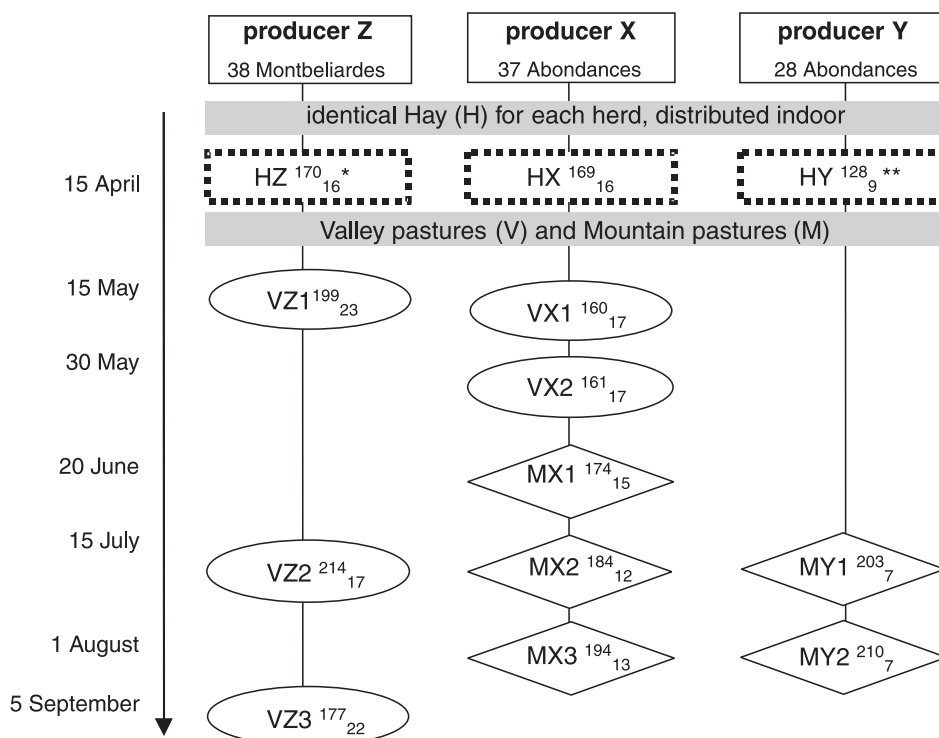 producer Z
38 Montbeliardes
producer X
37 Abondances
producer Y
28 Abondances
identical Hay (H) for each herd, distributed indoor
15 April
HZ 170 16 *
HX 169 16
HY 128 9 **
Valley pastures (V) and Mountain pastures (M)
15 May
VZ1 199 23
VX1 160 17
30 May
VX2 161 17
20 June
MX1 174 15
15 July
VZ2 214 17
MX2 184 12
MY1 203 7
1 August
MX3 194 13
MY2 210 7
5 September
VZ3 177 22